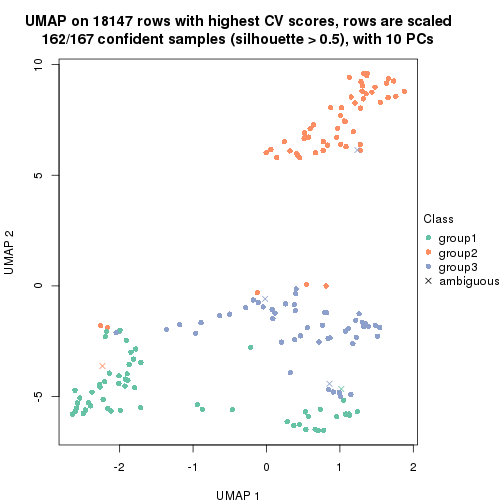 UMAP on 18147 rows with highest CV scores, rows are scaled
162/167 confident samples (silhouette > 0.5), with 10 PCs
10
5
0
-5
UMAP 2
-2
-1
0
1
2
UMAP 1
Class
group1
group2
group3
ambiguous